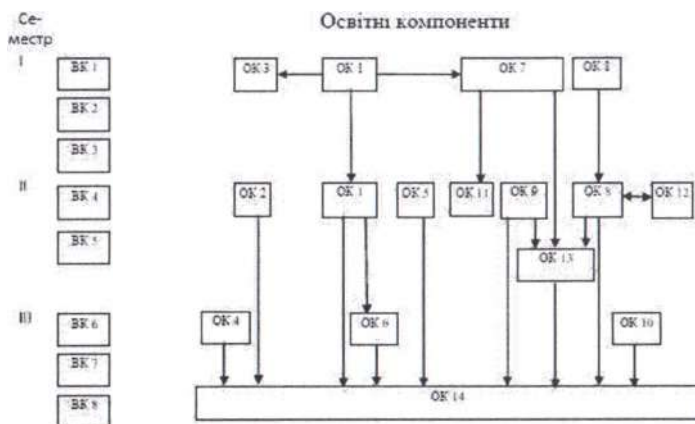 Се-
местр
Освітні компоненти
I
ВК 1
ОК 3
ОК 1
ОК 7
ОК 8
ВК 2
ВК 3
II
ВК 4
ОК 2
ОК 1
ОК 5
ОК 11
ОК 9
ОК 8
ОК 12
ВК 5
ОК 13
III
ВК 6
ОК 4
ОК 6
ОК 10
ВК 7
ВК 8
ОК 14